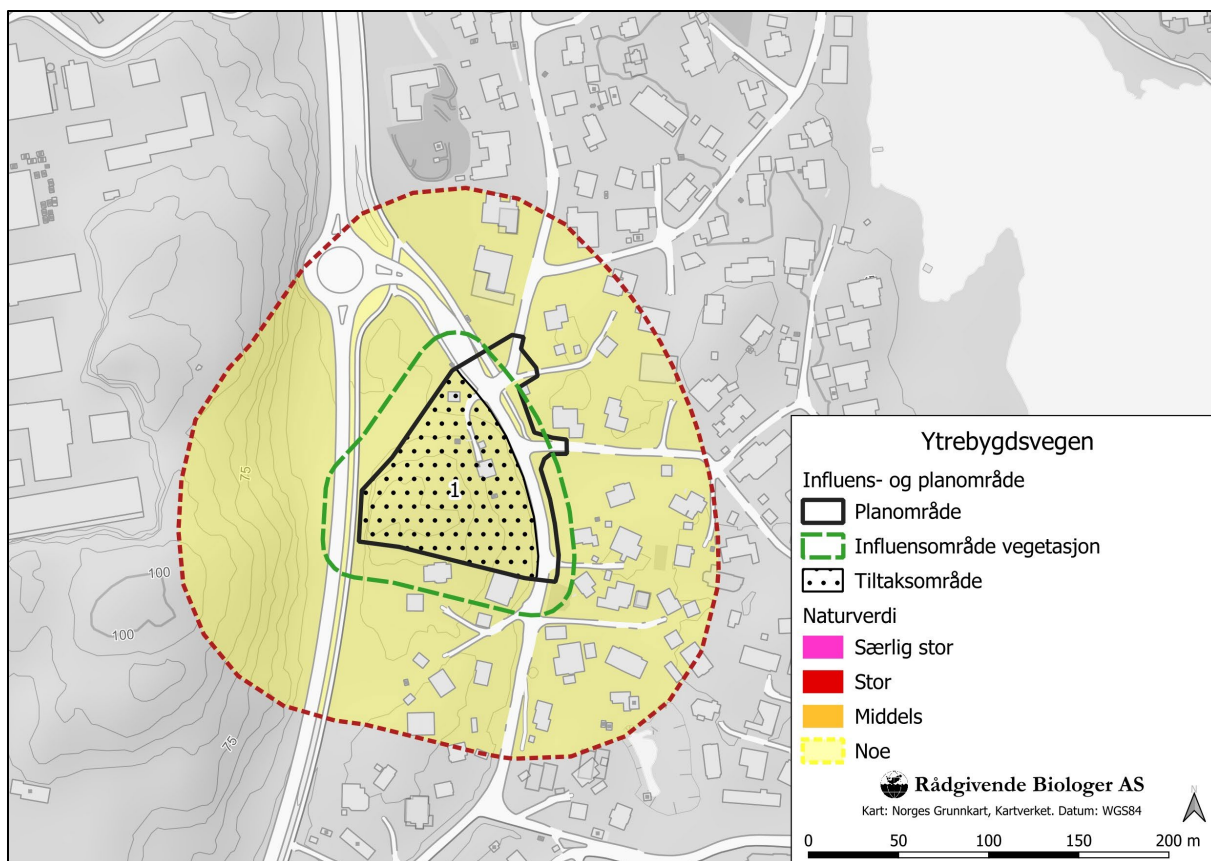 75
1
100
100
75
Ytrebygdsvegen
Influens- og planområde
Planområde
Influensområde vegetasjon
Tiltaksområde
Naturverdi
Særlig stor
Stor
Middels
Noe
Rådgivende Biologer AS
Kart: Norges Grunnkart, Kartverket. Datum: WGS84
N
0 50 100 150 200 m